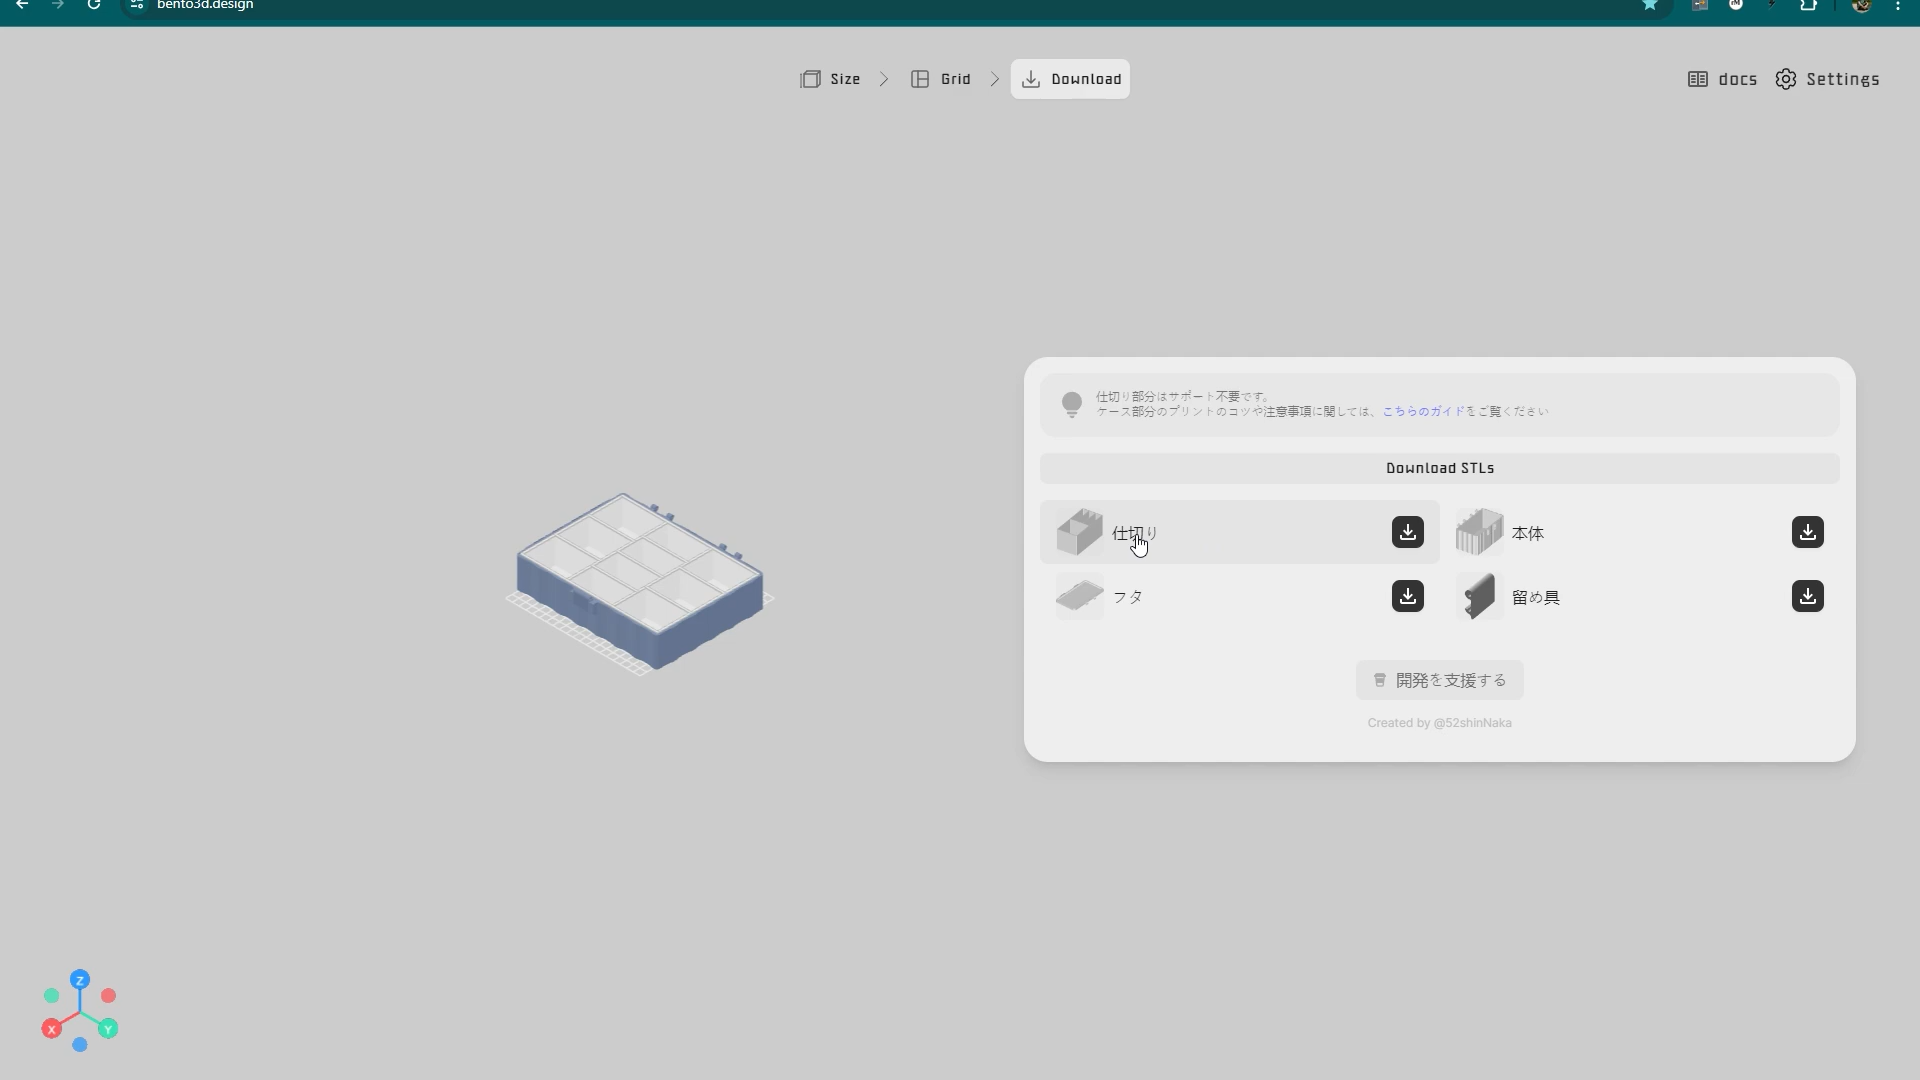 bento3d.design
Size
Grid
Download
docs
Settings
仕切り部分はサポート不要です。
ケース部分のプリントのコツや注意事項に関しては、こちらのガイドをご覧ください
Download STLs
仕切り
本体
フタ
留め具
開発を支援する
Created by @52shinNaka
Z
X
Y